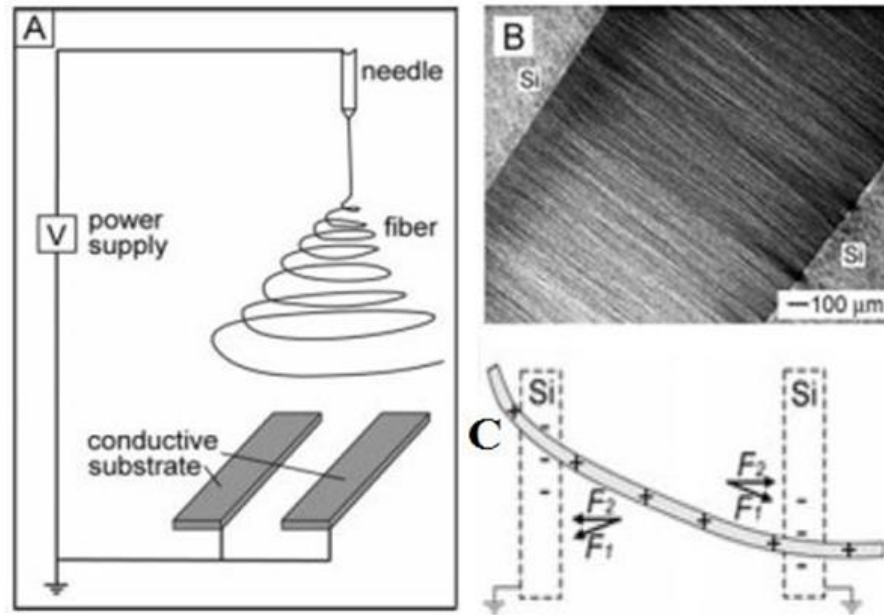 A
needle
V
power
supply
fiber
conductive
substrate
B
Si
Si
100 μm
C
Si
Si
F2
F1
F2
F1